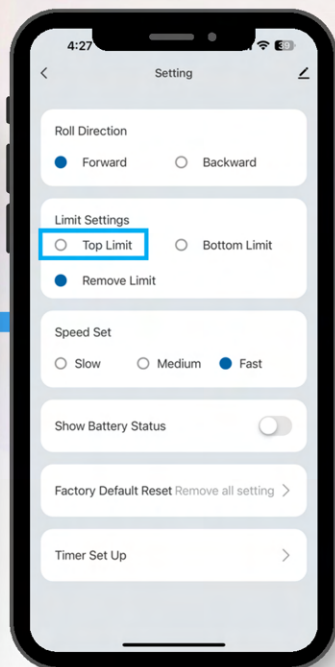 4:27
39
Setting
Roll Direction
Forward Backward
Limit Settings
Top Limit Bottom Limit
Remove Limit
Speed Set
Slow Medium Fast
Show Battery Status
Factory Default Reset Remove all setting
Timer Set Up